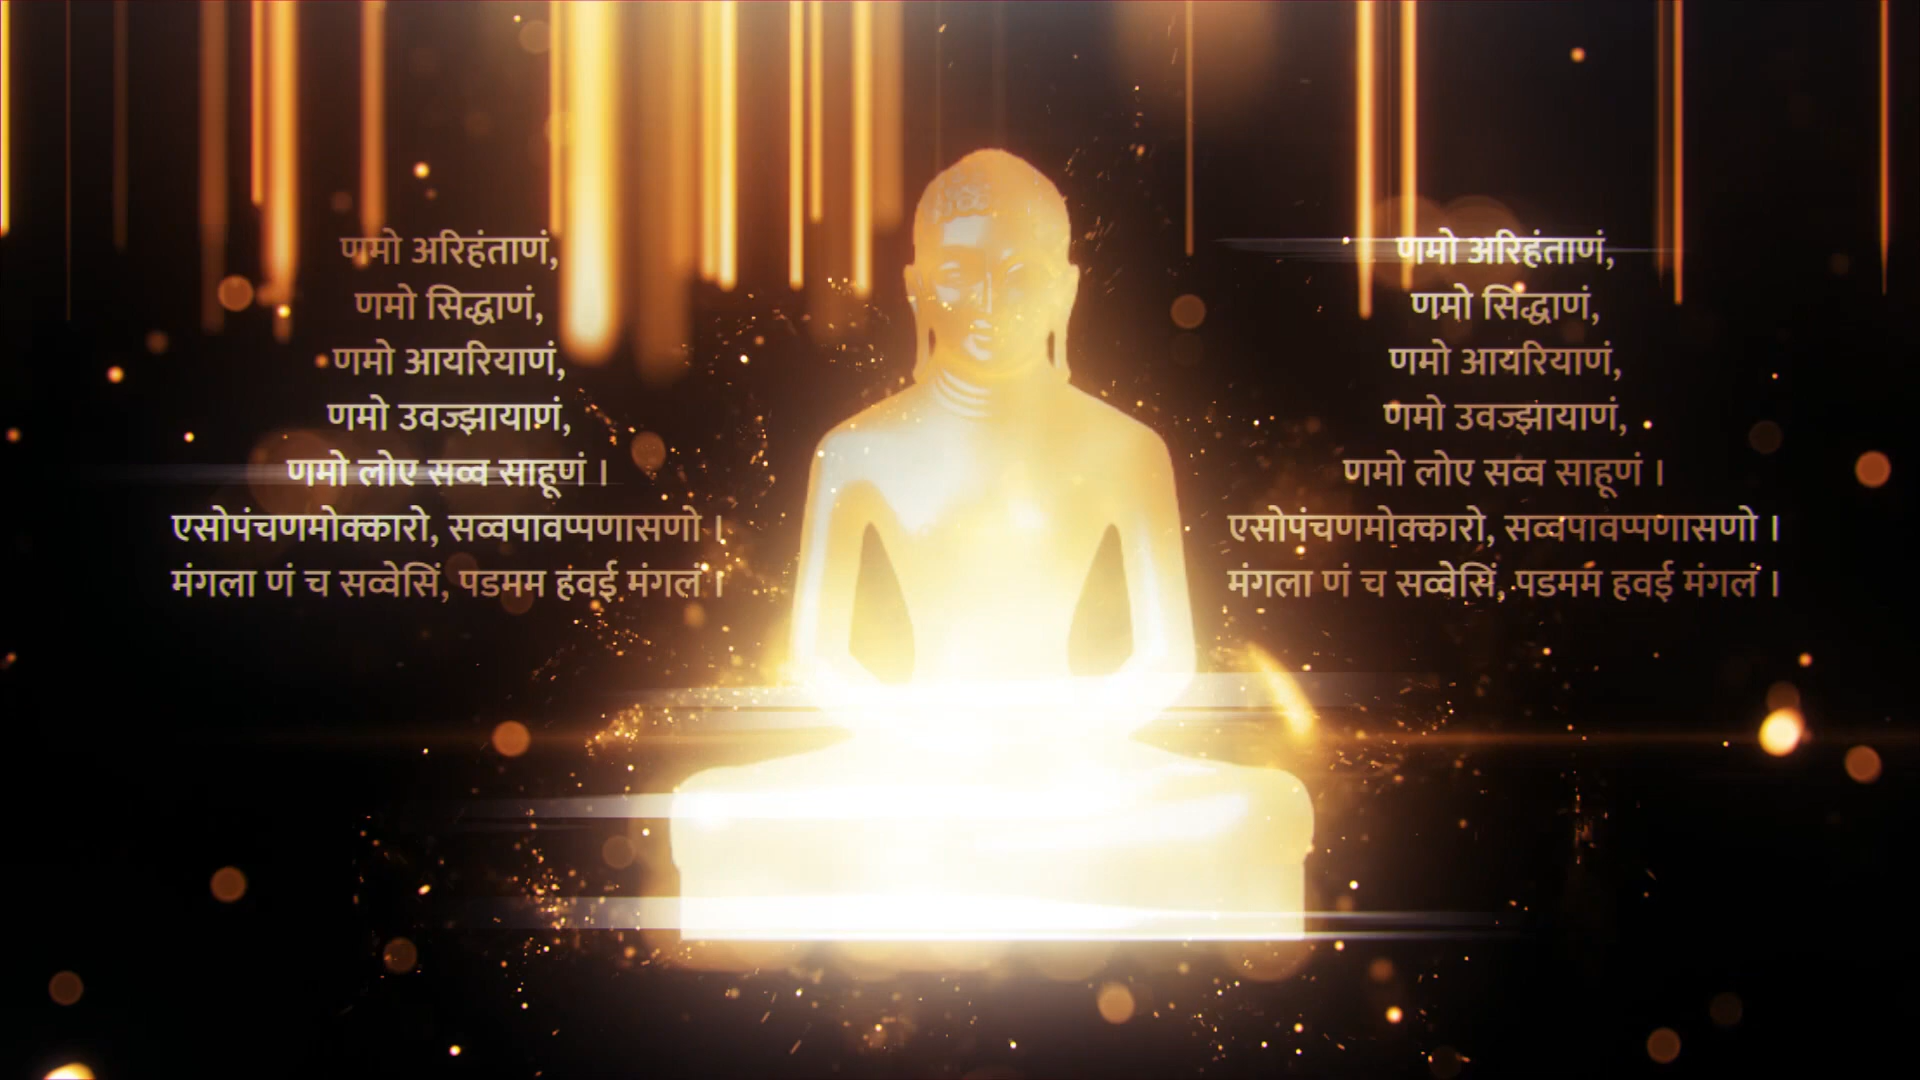 णमो अरिहंताणं,
णमो सिद्धाणं,
णमो आयरियाणं,
णमो उवज्झायाणं,
णमो लोए सव्व साहूणं ।
एसोपंचणमोक्कारो, सव्वपावप्पणासणो ।
मंगला णं च सव्वेसिं, पडमम हवई मंगलं ।
णमो अरिहंताणं,
णमो सिद्धाणं,
णमो आयरियाणं,
णमो उवज्झायाणं,
णमो लोए सव्व साहूणं ।
एसोपंचणमोक्कारो, सव्वपावप्पणासणो ।
मंगला णं च सव्वेसिं, पडमम हवई मंगलं ।